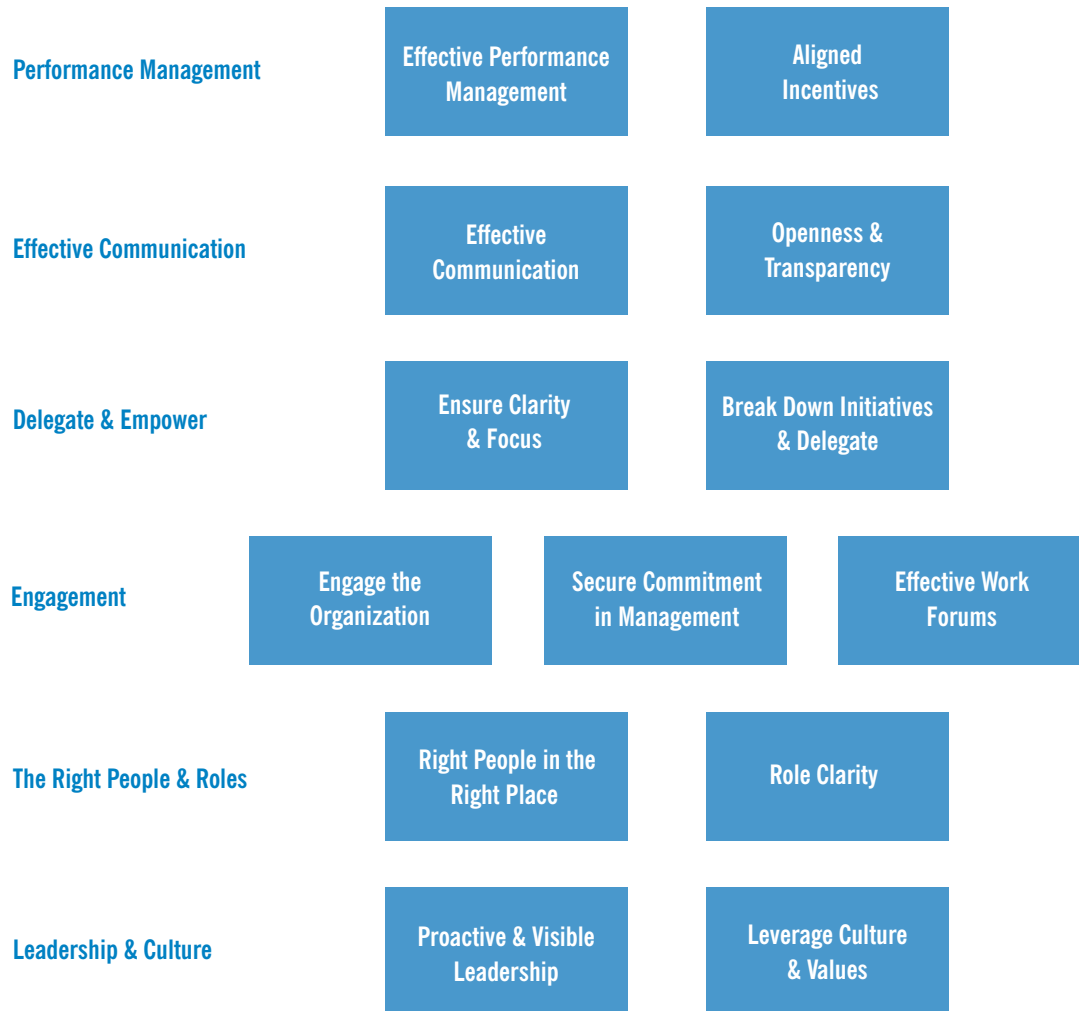 Performance Management
Effective Performance
Management
Aligned
Incentives
Effective Communication
Effective
Communication
Openness &
Transparency
Delegate & Empower
Ensure Clarity
& Focus
Break Down Initiatives
& Delegate
Engagement
Engage the
Organization
Secure Commitment
in Management
Effective Work
Forums
The Right People & Roles
Right People in the
Right Place
Role Clarity
Leadership & Culture
Proactive & Visible
Leadership
Leverage Culture
& Values